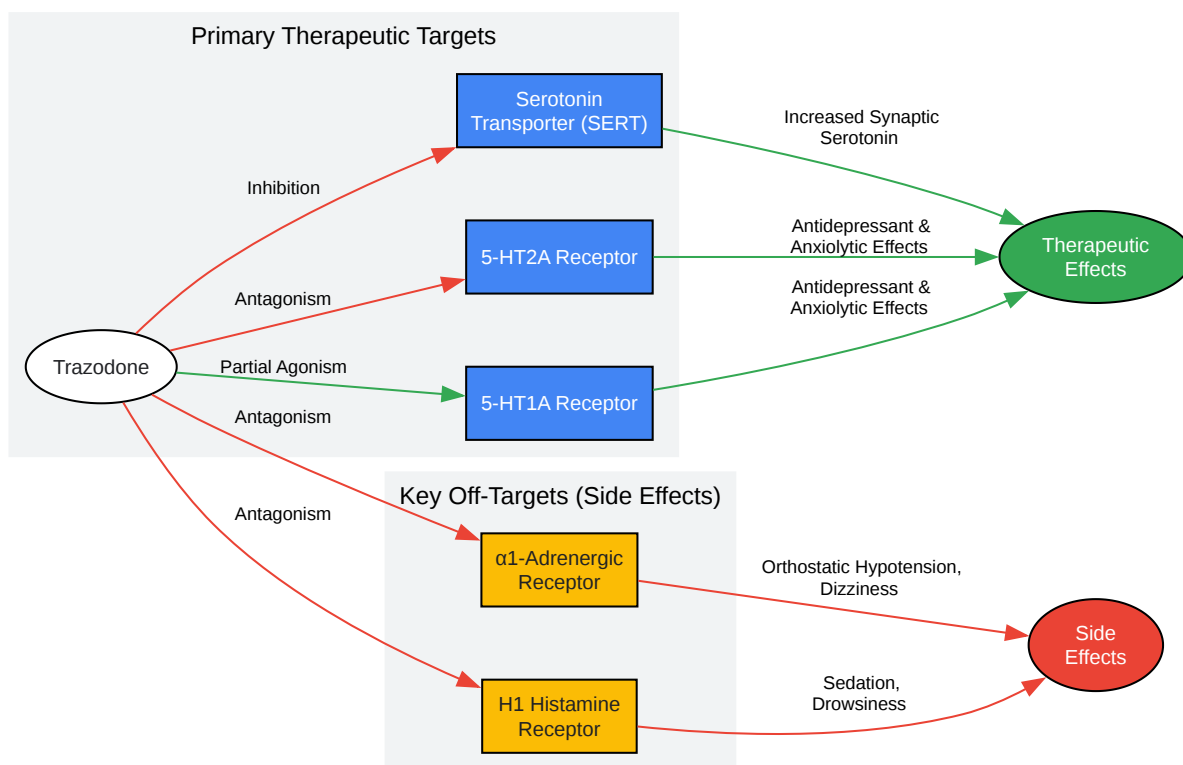 Primary Therapeutic Targets
Serotonin
Transporter (SERT)
Increased Synaptic
Serotonin
Inhibition
Antidepressant &
Anxiolytic Effects
5-HT2A Receptor
Therapeutic
Effects
Antagonism
Antidepressant &
Anxiolytic Effects
Trazodone
Partial Agonism
5-HT1A Receptor
Antagonism
Key Off-Targets (Side Effects)
Antagonism
α1-Adrenergic
Receptor
Orthostatic Hypotension,
Dizziness
Side
Effects
H1 Histamine
Receptor
Sedation,
Drowsiness